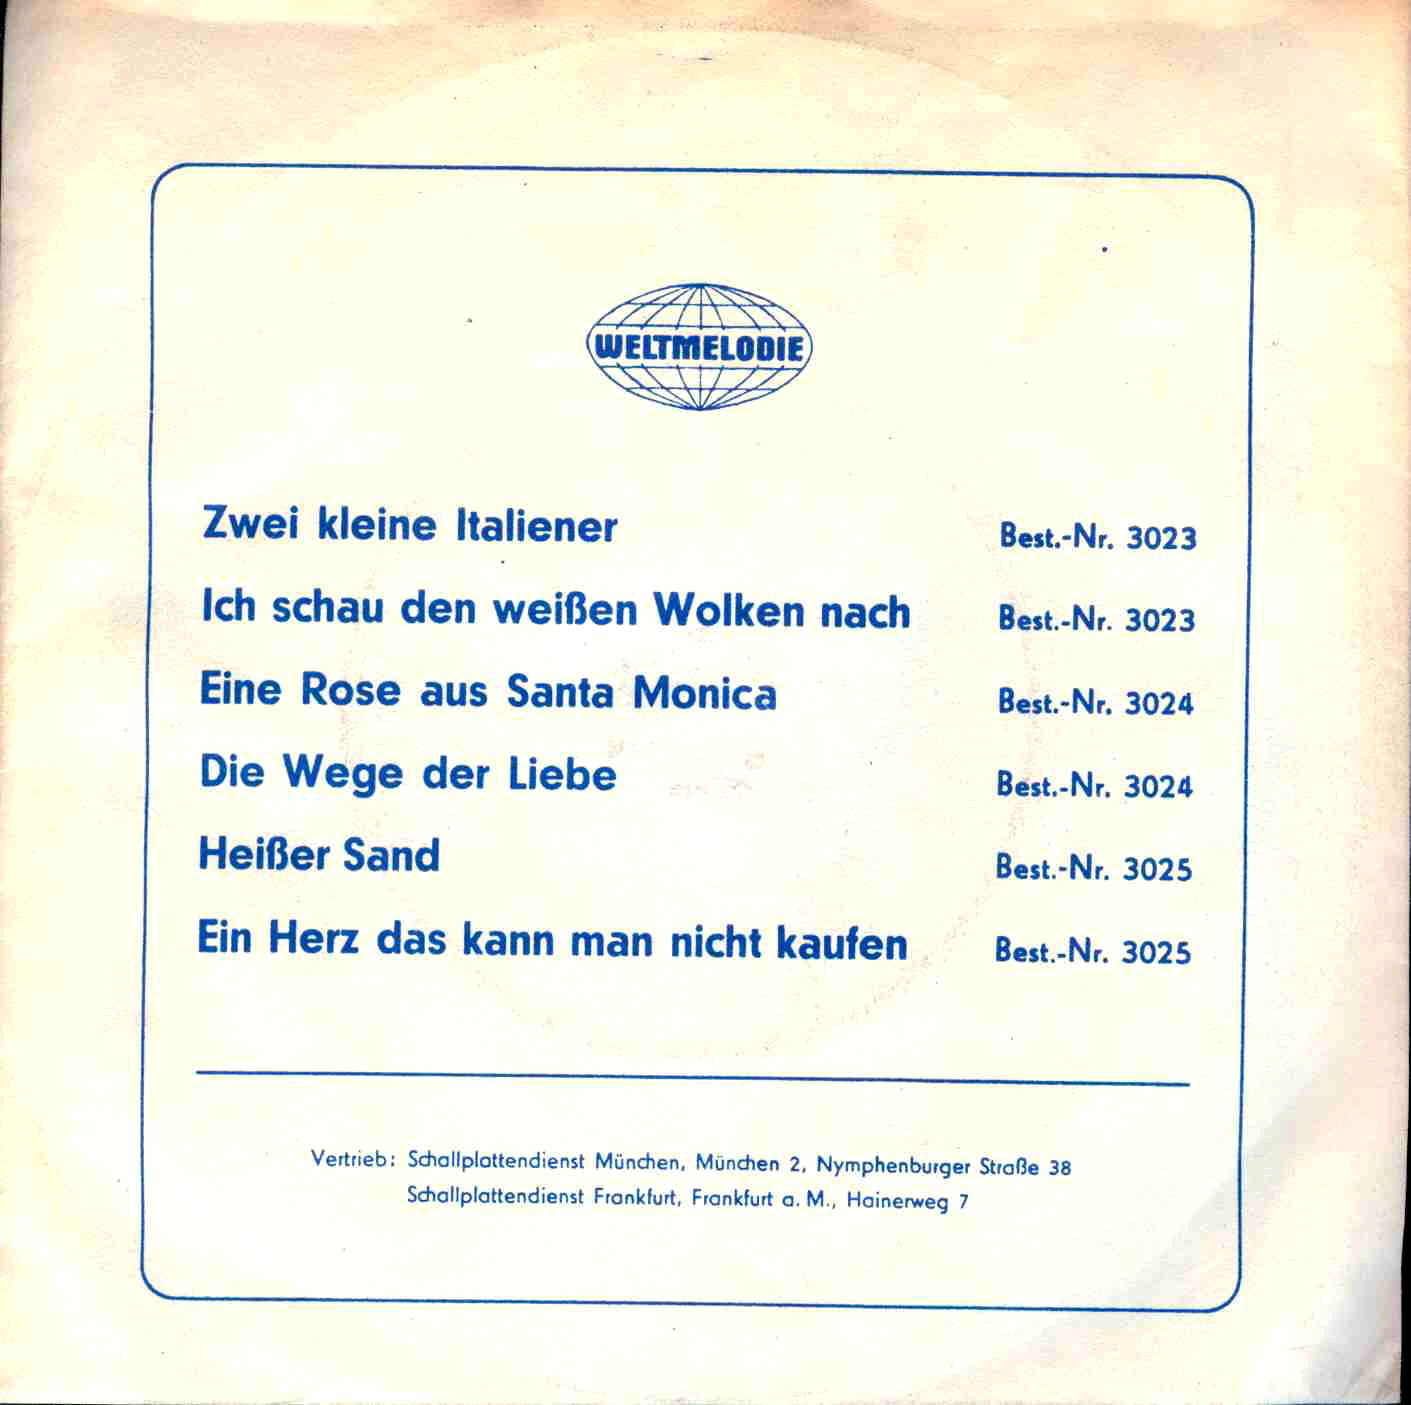 WELTMELODIE
Zwei kleine Italiener Best.-Nr. 3023
Ich schau den weißen Wolken nach Best.-Nr. 3023
Eine Rose aus Santa Monica Best.-Nr. 3024
Die Wege der Liebe Best.-Nr. 3024
Heißer Sand Best.-Nr. 3025
Ein Herz das kann man nicht kaufen Best.-Nr. 3025
Vertrieb: Schallplattendienst München, München 2, Nymphenburger Straße 38
Schallplattendienst Frankfurt, Frankfurt a. M., Hainerweg 7